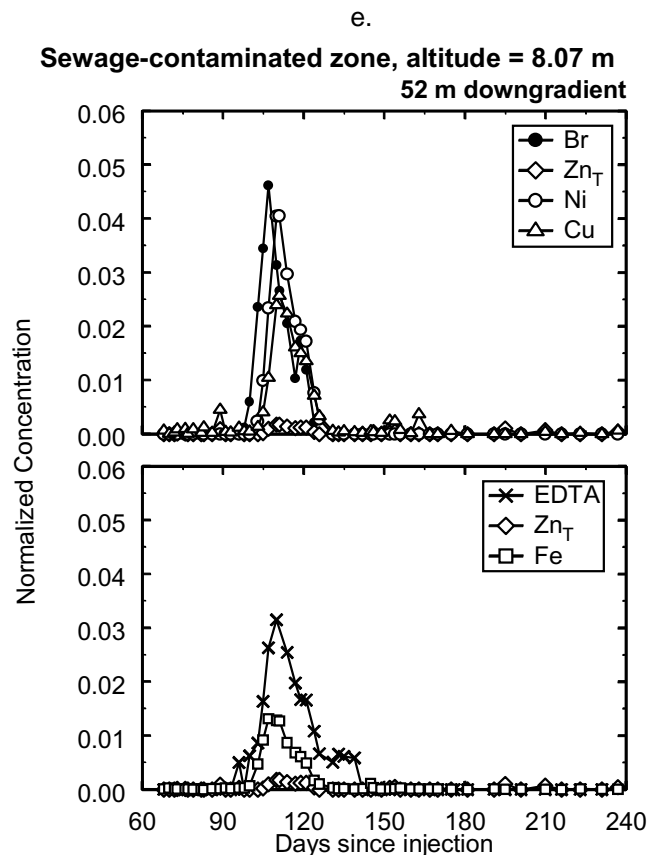 e.
Sewage-contaminated zone, altitude = 8.07 m
52 m downgradient
0.06
0.05
0.04
0.03
0.02
0.01
0.00
Br
Zn_T
Ni
Cu
Normalized Concentration
0.06
0.05
0.04
0.03
0.02
0.01
0.00
EDTA
Zn_T
Fe
60 90 120 150 180 210 240
Days since injection